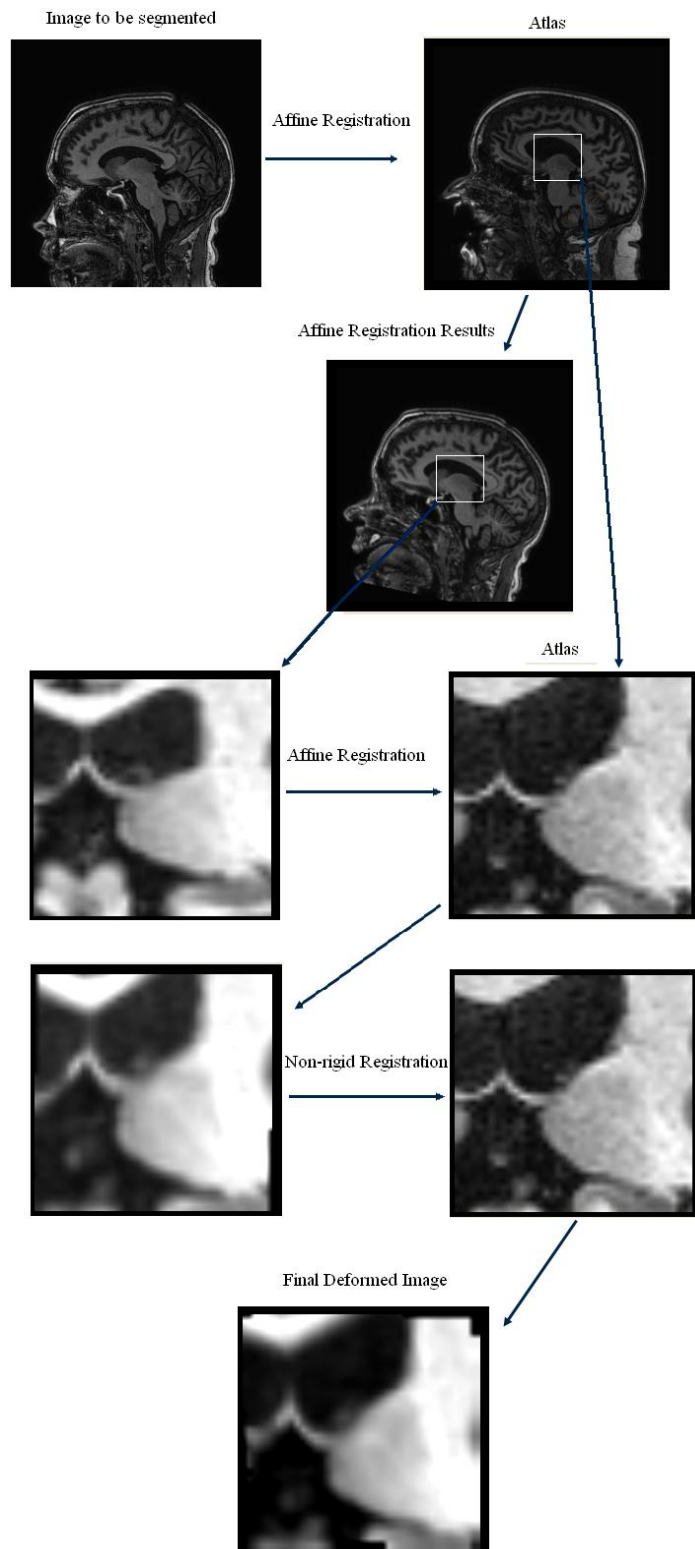 Image to be segmented
Atlas
Affine Registration
Affine Registration Results
Atlas
Affine Registration
Non-rigid Registration
Final Deformed Image